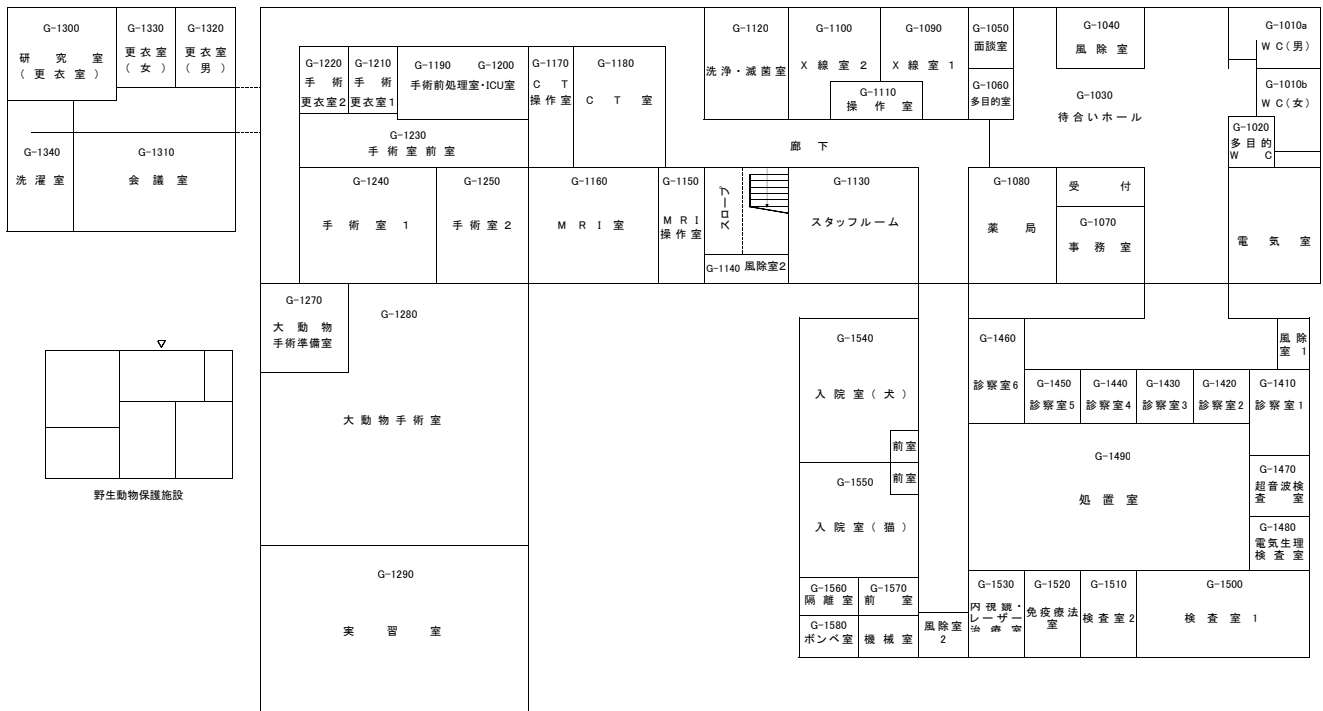 G-1300
研究室
(更衣室)
G-1330
更衣室
(女)
G-1320
更衣室
(男)
G-1340
洗濯室
G-1310
会議室
野生動物保護施設
G-1220
手術
更衣室2
G-1210
手術
更衣室1
G-1190 G-1200
手術前処理室・ICU室
G-1170
CT
操作室
G-1180
CT室
G-1230
手術室前室
G-1240
手術室1
G-1250
手術室2
G-1160
MRI室
G-1150
MRI
操作室
スロープ
G-1140 風除室2
G-1120
洗浄・滅菌室
G-1100
X線室2
G-1090
X線室1
G-1110
操作室
G-1050
面談室
G-1060
多目的室
G-1040
風除室
G-1030
待合いホール
G-1010a
WC(男)
G-1010b
WC(女)
G-1020
多目的
WC
廊下
G-1130
スタッフルーム
G-1080
薬局
受付
G-1070
事務室
電気室
G-1270
大動物
手術準備室
G-1280
大動物手術室
G-1290
実習室
G-1540
入院室(犬)
前室
前室
G-1550
入院室(猫)
G-1560
隔離室
G-1570
前室
G-1580
ボンベ室
機械室
風除室
2
G-1460
診察室6
風除
室1
G-1450
診察室5
G-1440
診察室4
G-1430
診察室3
G-1420
診察室2
G-1410
診察室1
G-1490
処置室
G-1470
超音波検
査室
G-1480
電気生理
検査室
G-1530
内視鏡・
レーザー
治療室
G-1520
免疫療法
室
G-1510
検査室2
G-1500
検査室1